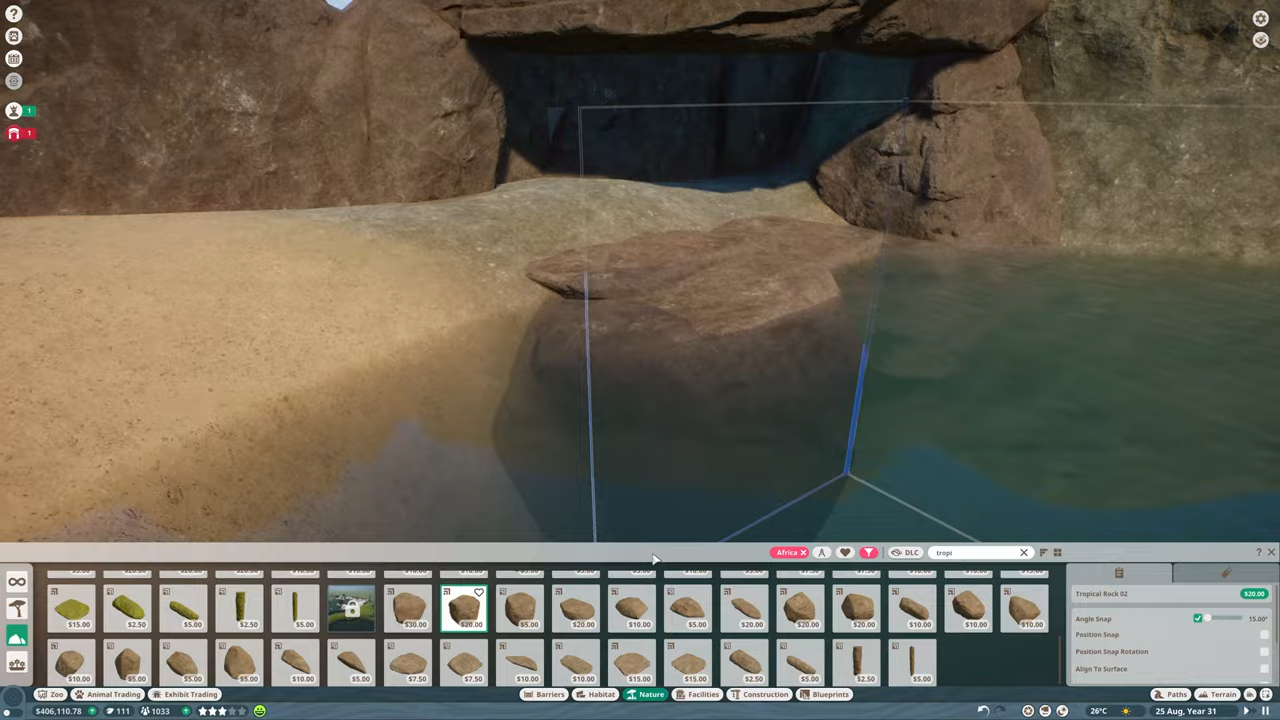 ?
1
1
Africa ✕
DLC
tropi
? ✕
$15.00 $2.50 $5.00 $2.50 $5.00 $30.00 $20.00 $5.00 $20.00 $10.00 $5.00 $5.00 $20.00 $20.00 $10.00 $10.00 $10.00
Tropical Rock 02 $20.00
Angle Snap 15.00°
Position Snap
Position Snap Rotation
Align To Surface
$10.00 $5.00 $5.00 $5.00 $10.00 $5.00 $7.50 $7.50 $10.00 $10.00 $15.00 $15.00 $2.50 $5.00 $2.50 $5.00
Zoo Animal Trading Exhibit Trading Barriers Habitat Nature Facilities Construction Blueprints Paths Terrain
$406,110.78 111 1033 26°C 25 Aug, Year 31